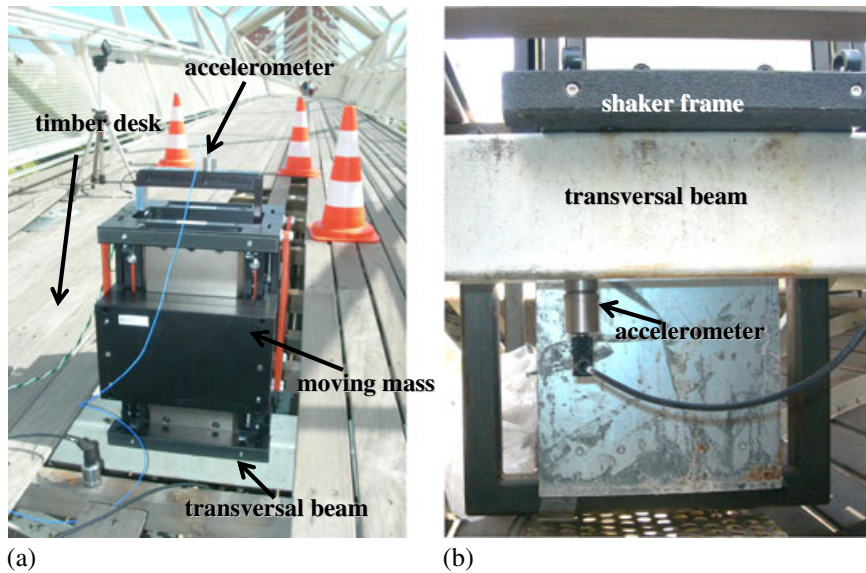 accelerometer
timber desk
moving mass
transversal beam
(a)
shaker frame
transversal beam
accelerometer
(b)